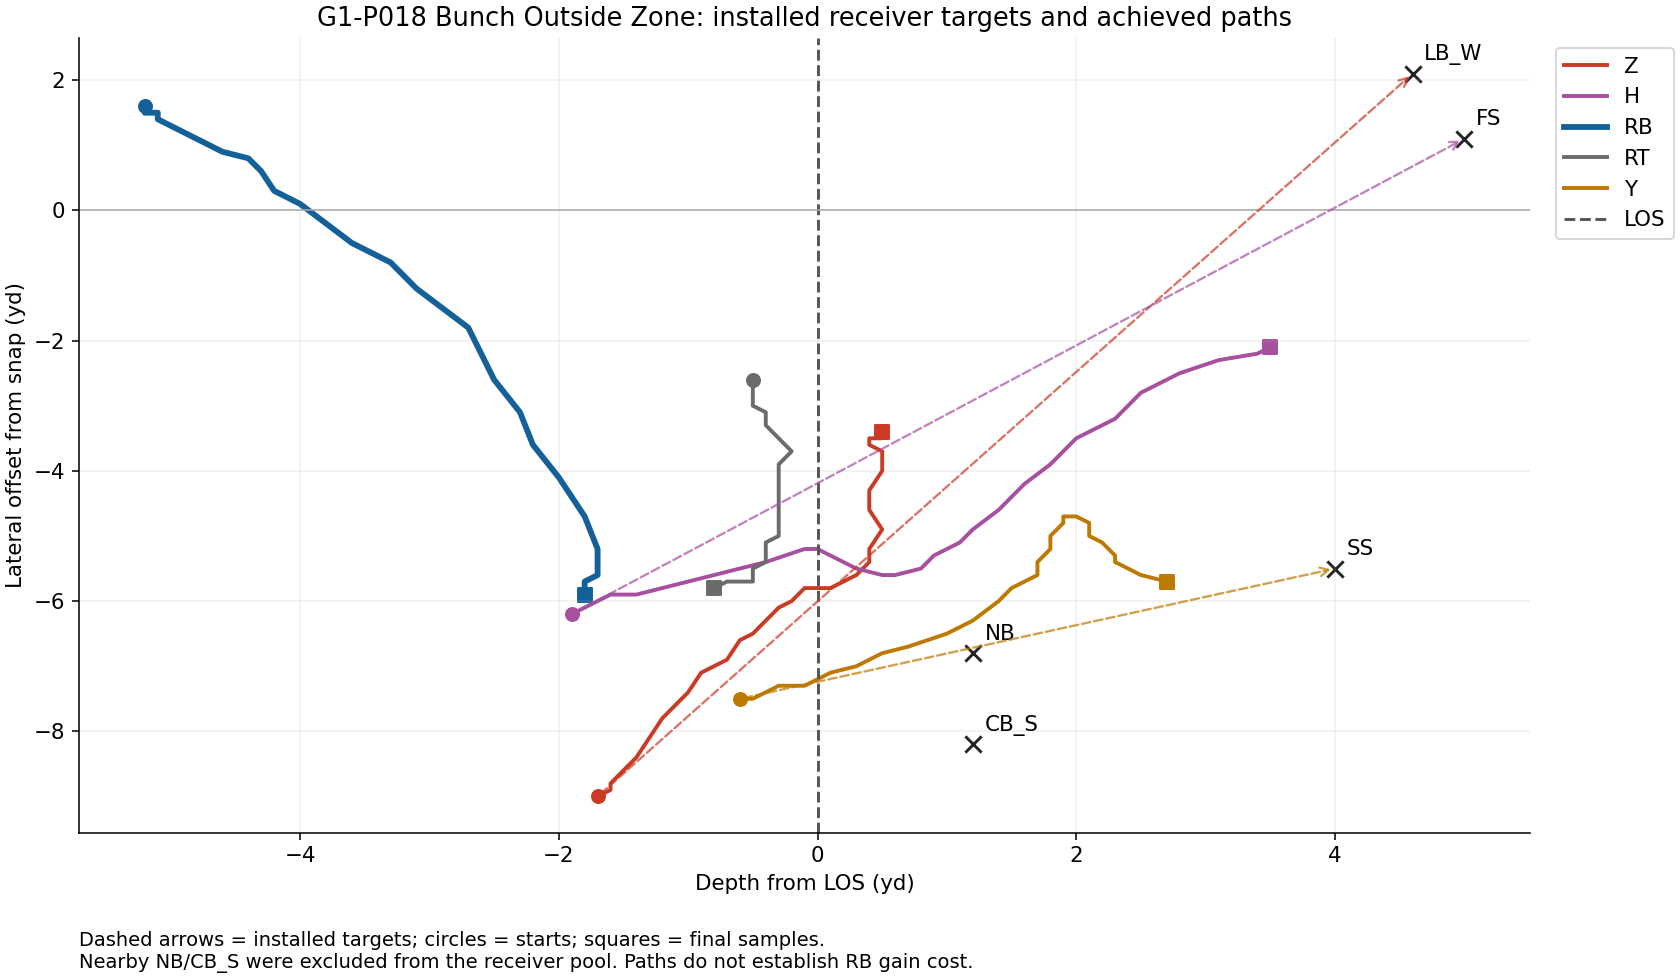 G1-P018 Bunch Outside Zone: installed receiver targets and achieved paths
LB_W
FS
SS
NB
CB_S
Z
H
RB
RT
Y
LOS
2
0
−2
−4
−6
−8
Lateral offset from snap (yd)
−4
−2
0
2
4
Depth from LOS (yd)
Dashed arrows = installed targets; circles = starts; squares = final samples.
Nearby NB/CB_S were excluded from the receiver pool. Paths do not establish RB gain cost.